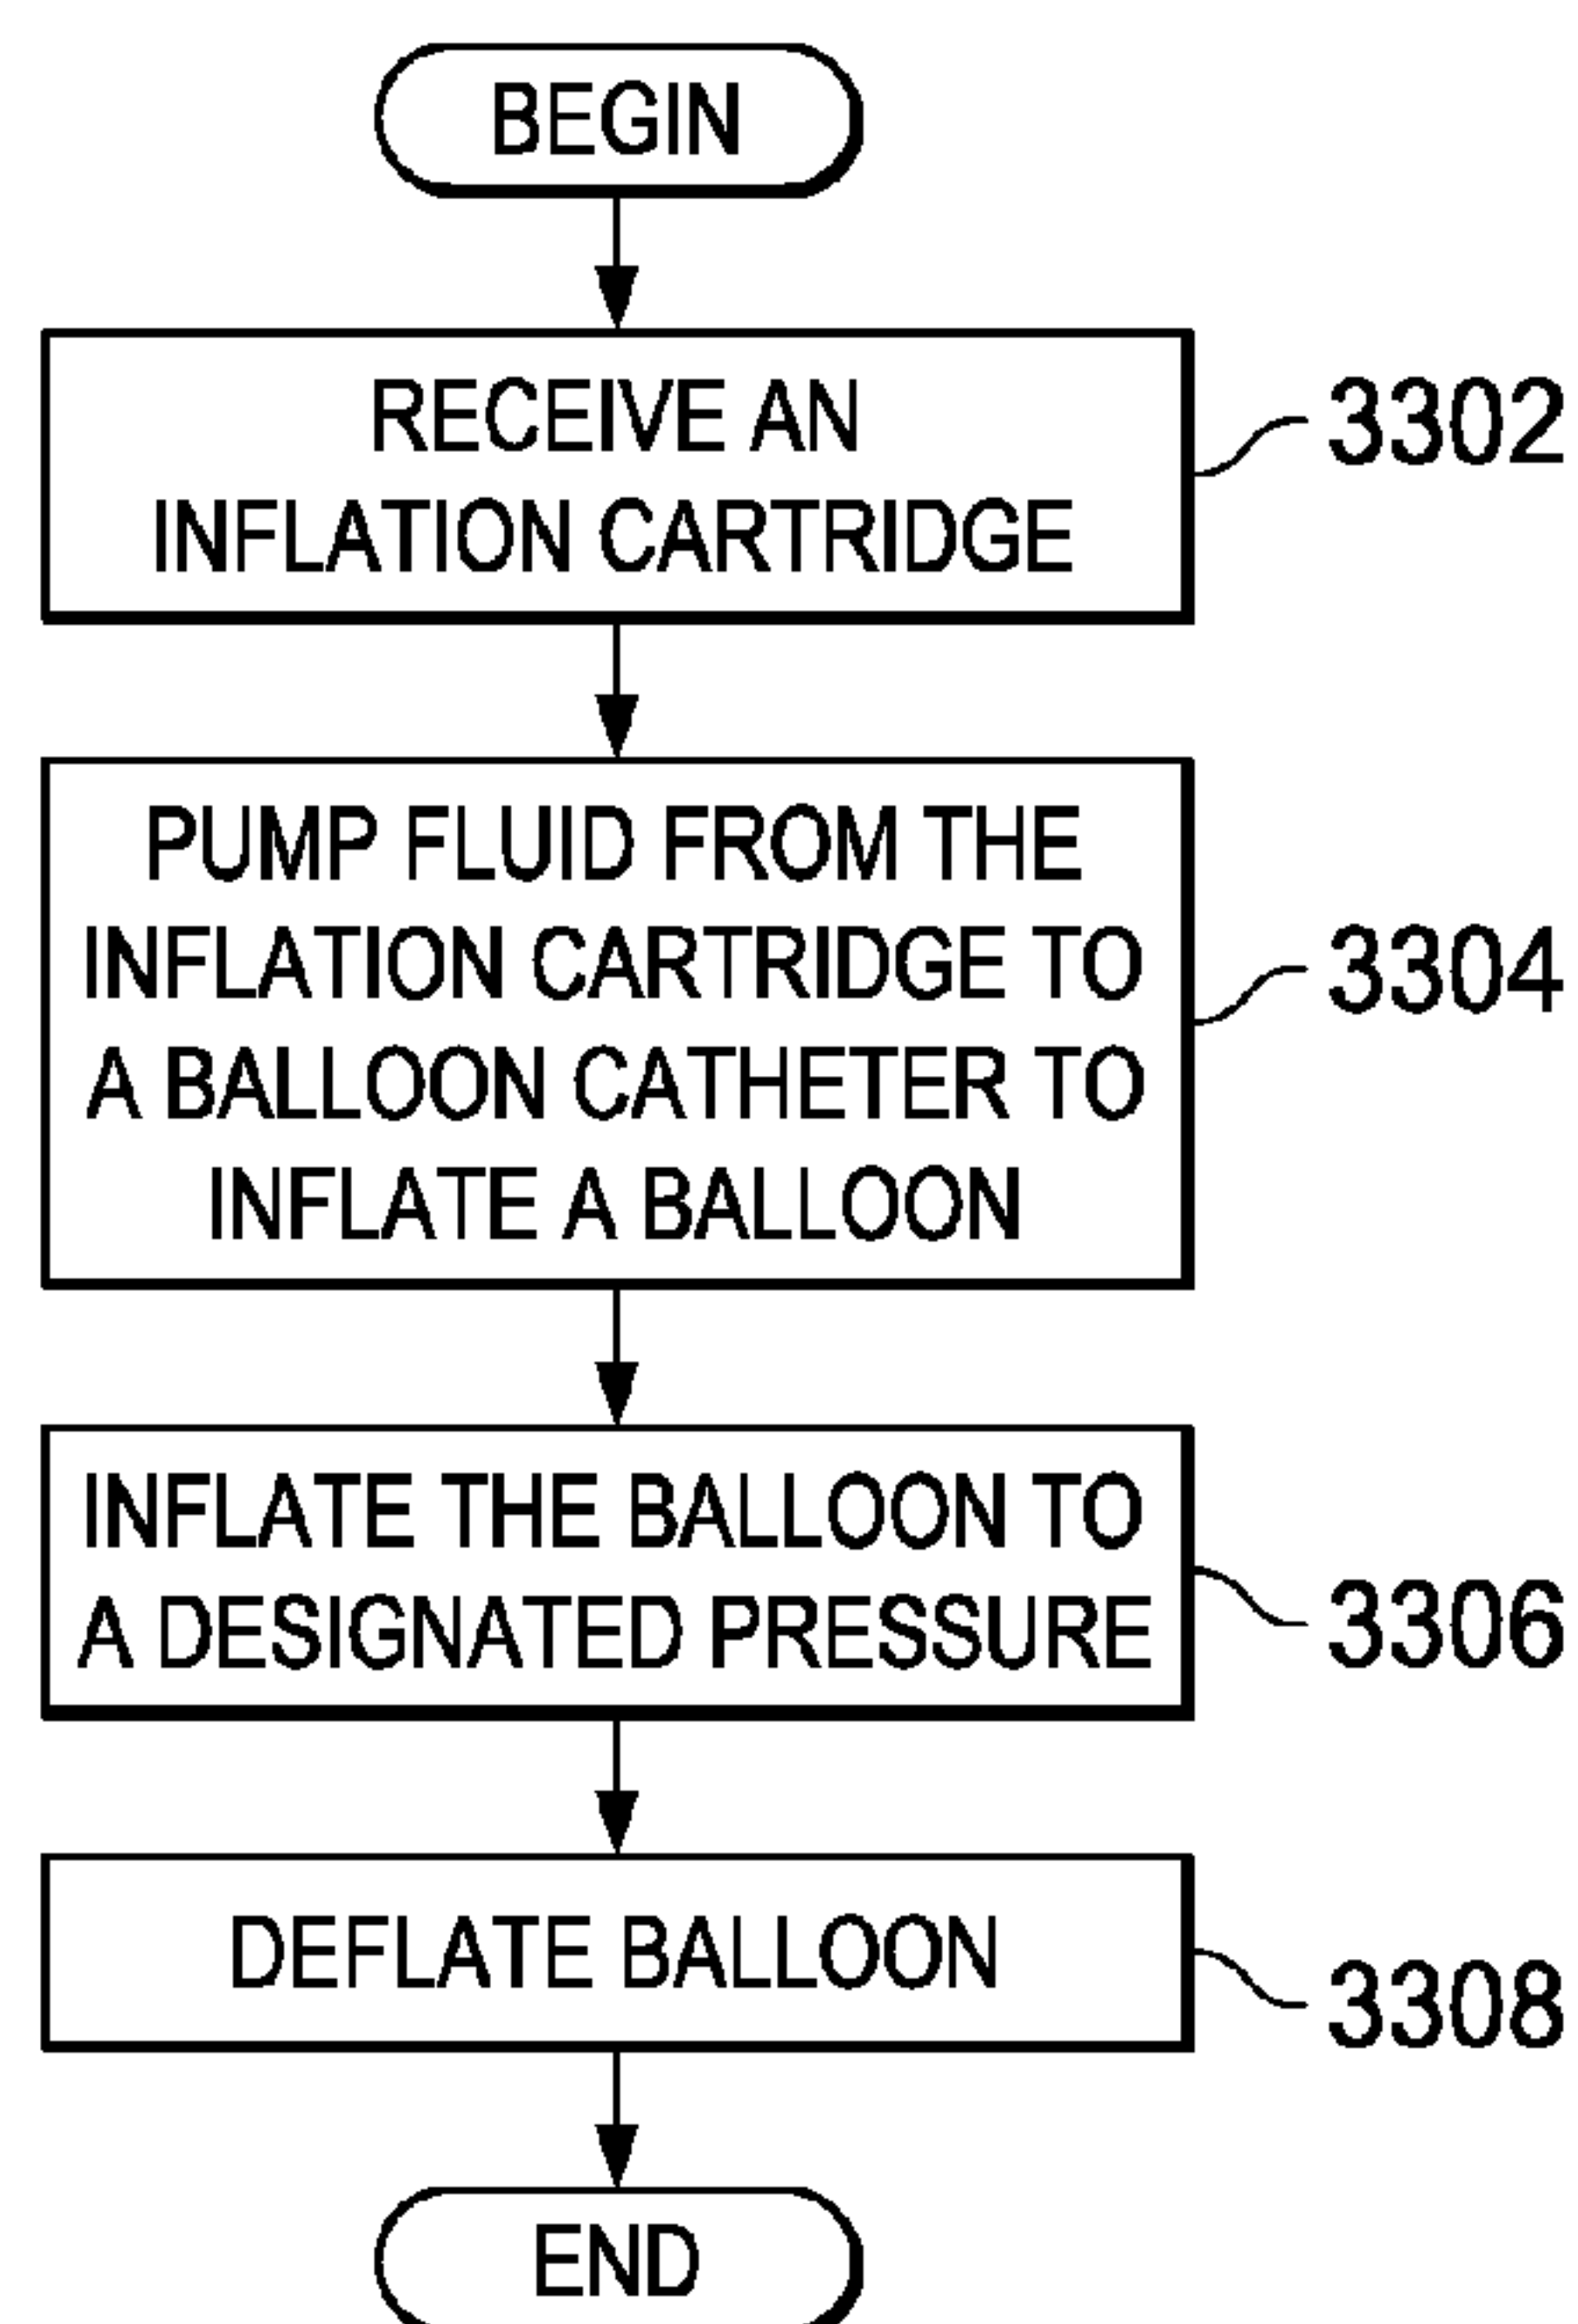 BEGIN
RECEIVE AN
INFLATION CARTRIDGE
3302
PUMP FLUID FROM THE
INFLATION CARTRIDGE TO
A BALLOON CATHETER TO
INFLATE A BALLOON
3304
INFLATE THE BALLOON TO
A DESIGNATED PRESSURE
3306
DEFLATE BALLOON
3308
END